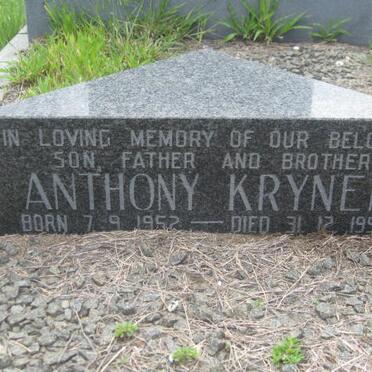 IN LOVING MEMORY OF OUR BELO
SON, FATHER AND BROTHER
ANTHONY KRYNE
BORN 7.9.1952 — DIED 31.12.199